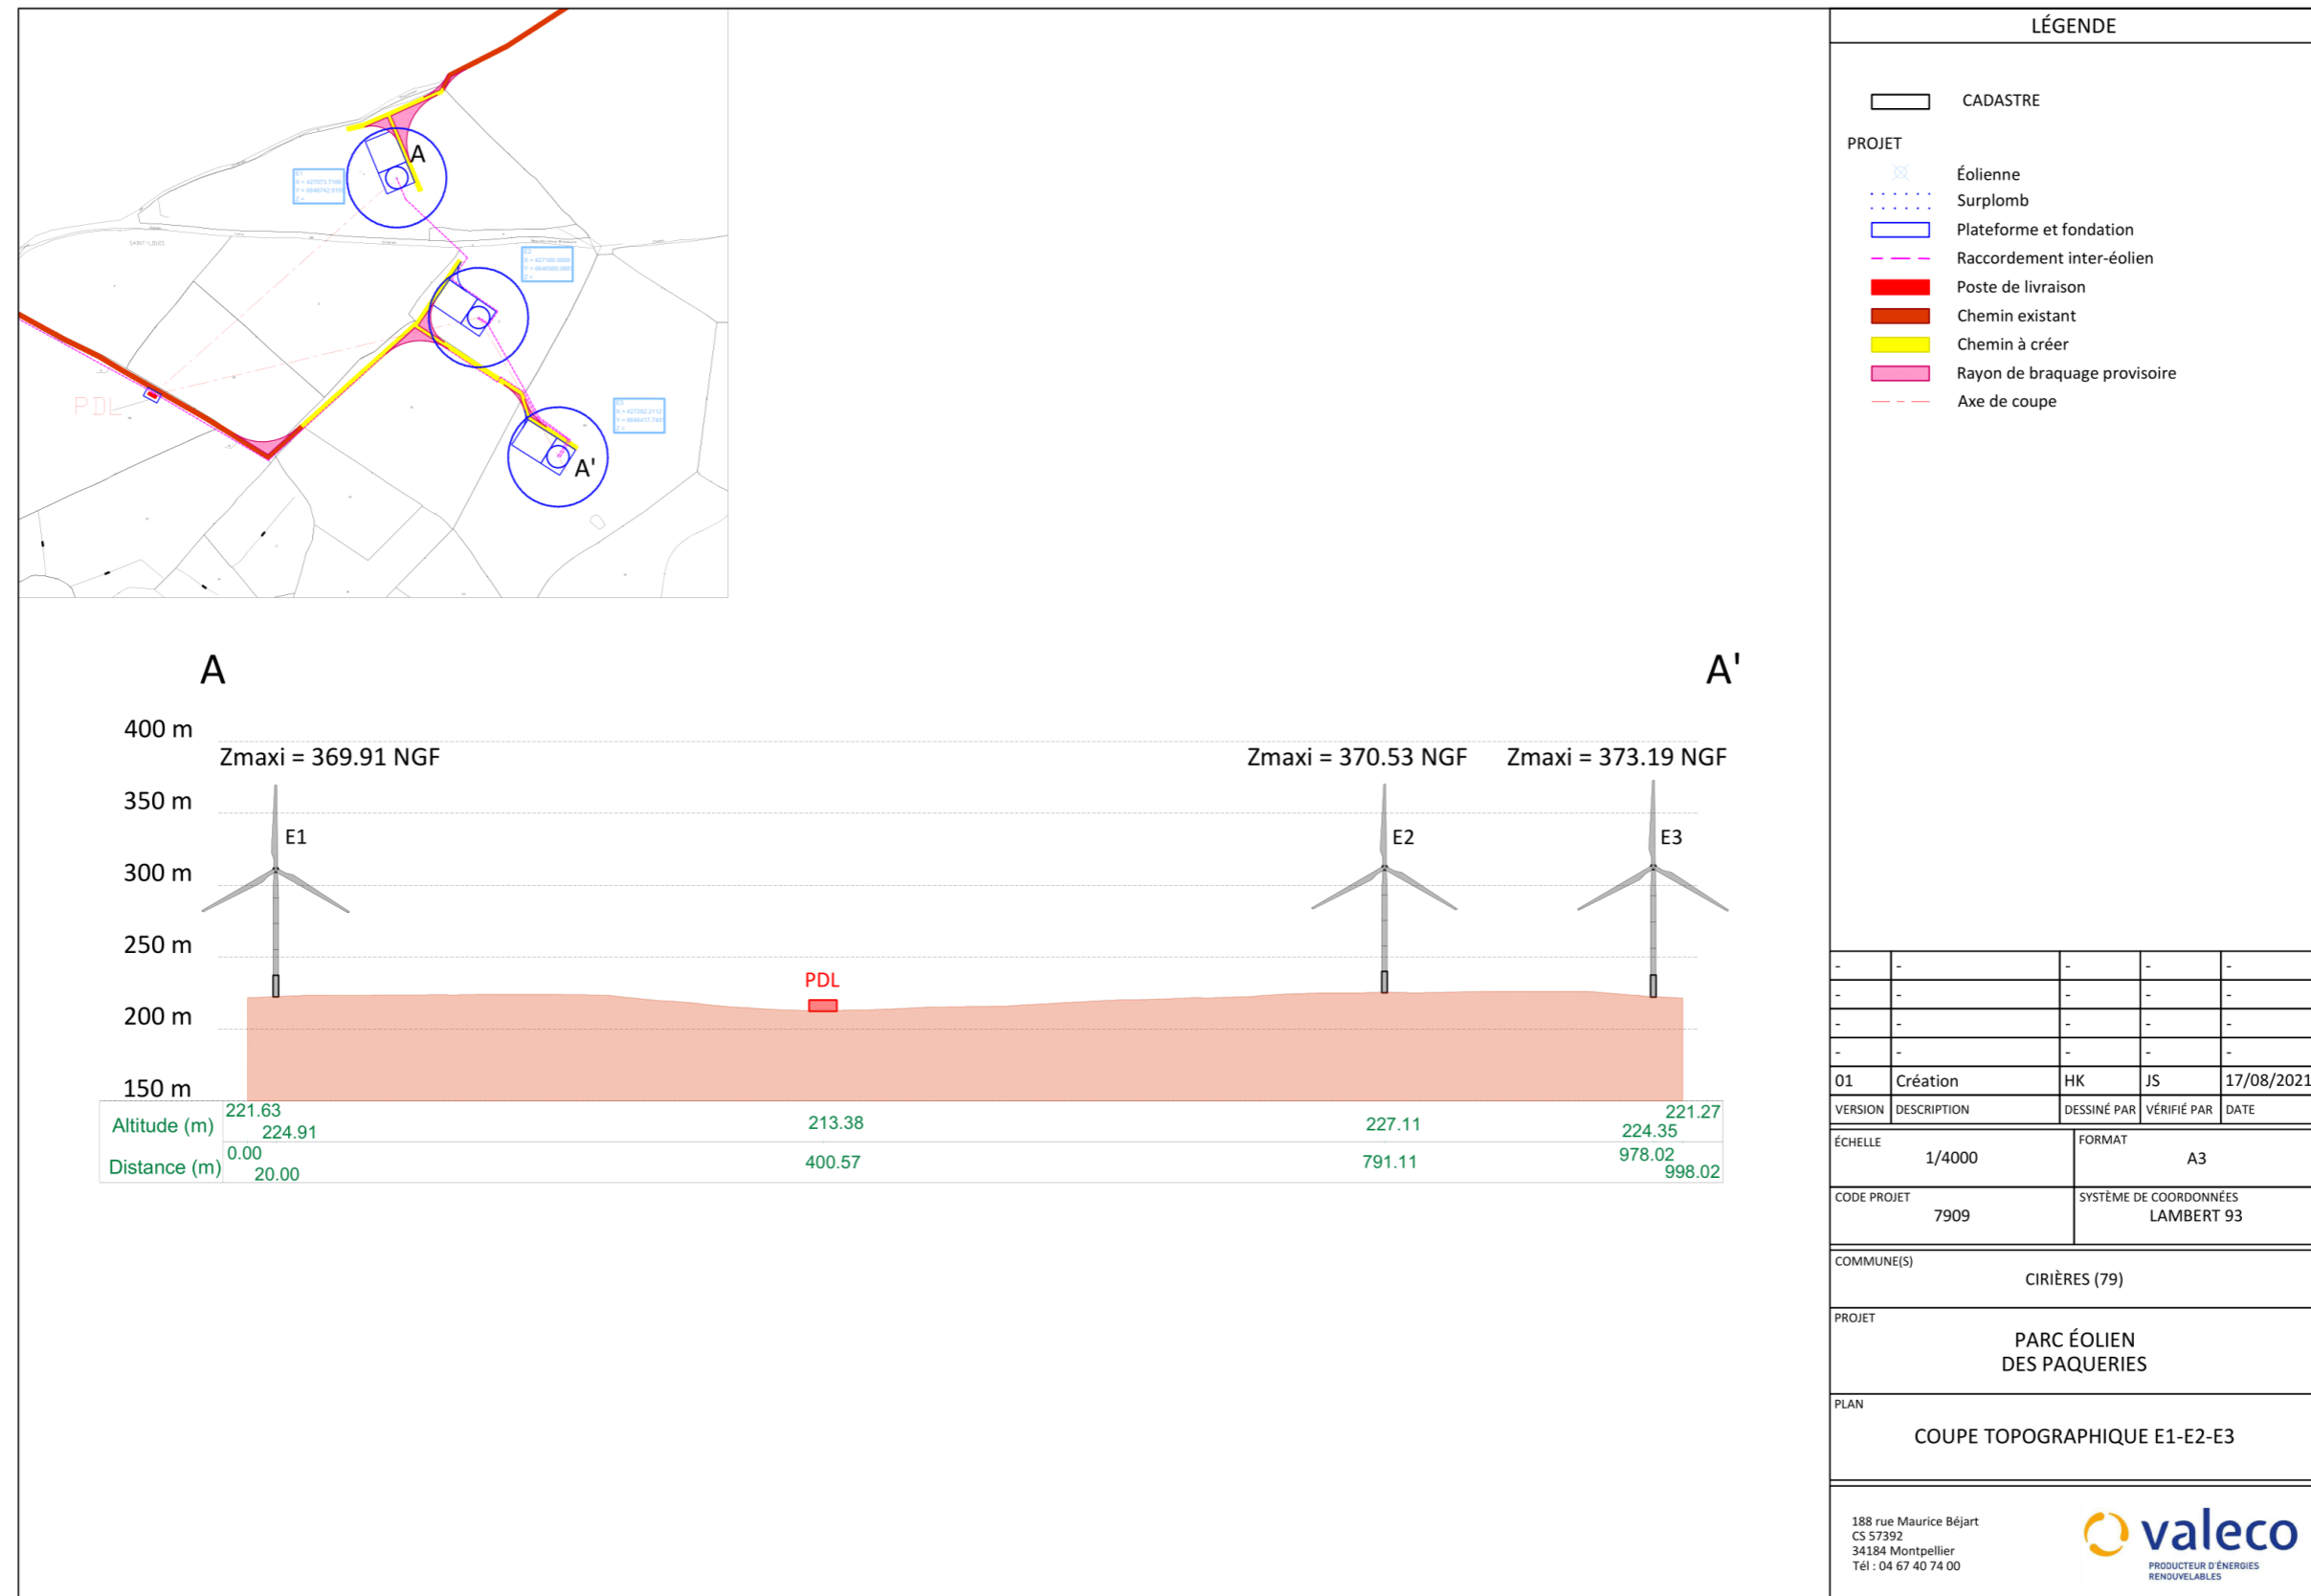 LÉGENDE
CADASTRE
PROJET
Éolienne
Surplomb
Plateforme et fondation
Raccordement inter-éolien
Poste de livraison
Chemin existant
Chemin à créer
Rayon de braquage provisoire
Axe de coupe
A
E1
E2
E3
SAINT-LOUIS
PDL
A'
A
A'
400 m
Zmaxi = 369.91 NGF
Zmaxi = 370.53 NGF
Zmaxi = 373.19 NGF
350 m
E1
E2
E3
300 m
250 m
PDL
200 m
150 m
Altitude (m)
221.63
224.91
213.38
227.11
224.35
221.27
Distance (m)
0.00
20.00
400.57
791.11
978.02
998.02
- - - - -
- - - - -
- - - - -
- - - - -
01 Création HK JS 17/08/2021
VERSION DESCRIPTION DESSINÉ PAR VÉRIFIÉ PAR DATE
ÉCHELLE
1/4000
FORMAT
A3
CODE PROJET
7909
SYSTÈME DE COORDONNÉES
LAMBERT 93
COMMUNE(S)
CIRIÈRES (79)
PROJET
PARC ÉOLIEN
DES PAQUERIES
PLAN
COUPE TOPOGRAPHIQUE E1-E2-E3
188 rue Maurice Béjart
CS 57392
34184 Montpellier
Tél : 04 67 40 74 00
valeco
PRODUCTEUR D'ÉNERGIES
RENOUVELABLES